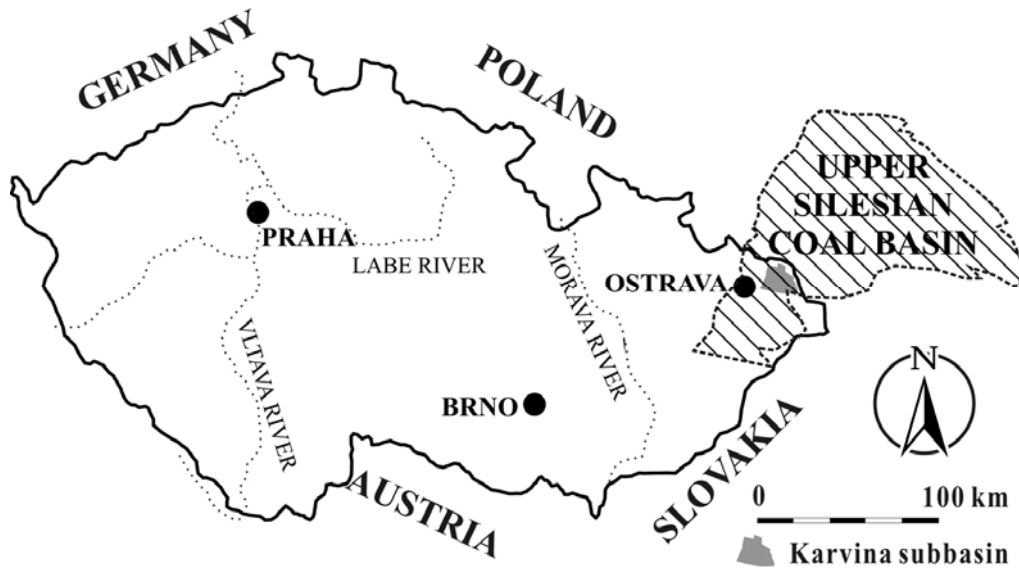 GERMANY
POLAND
UPPER
SILESIAN
COAL BASIN
PRAHA
LABE RIVER
MORAVA RIVER
OSTRAVA
VLTAVA RIVER
BRNO
N
AUSTRIA
SLOVAKIA
0 100 km
Karvina subbasin